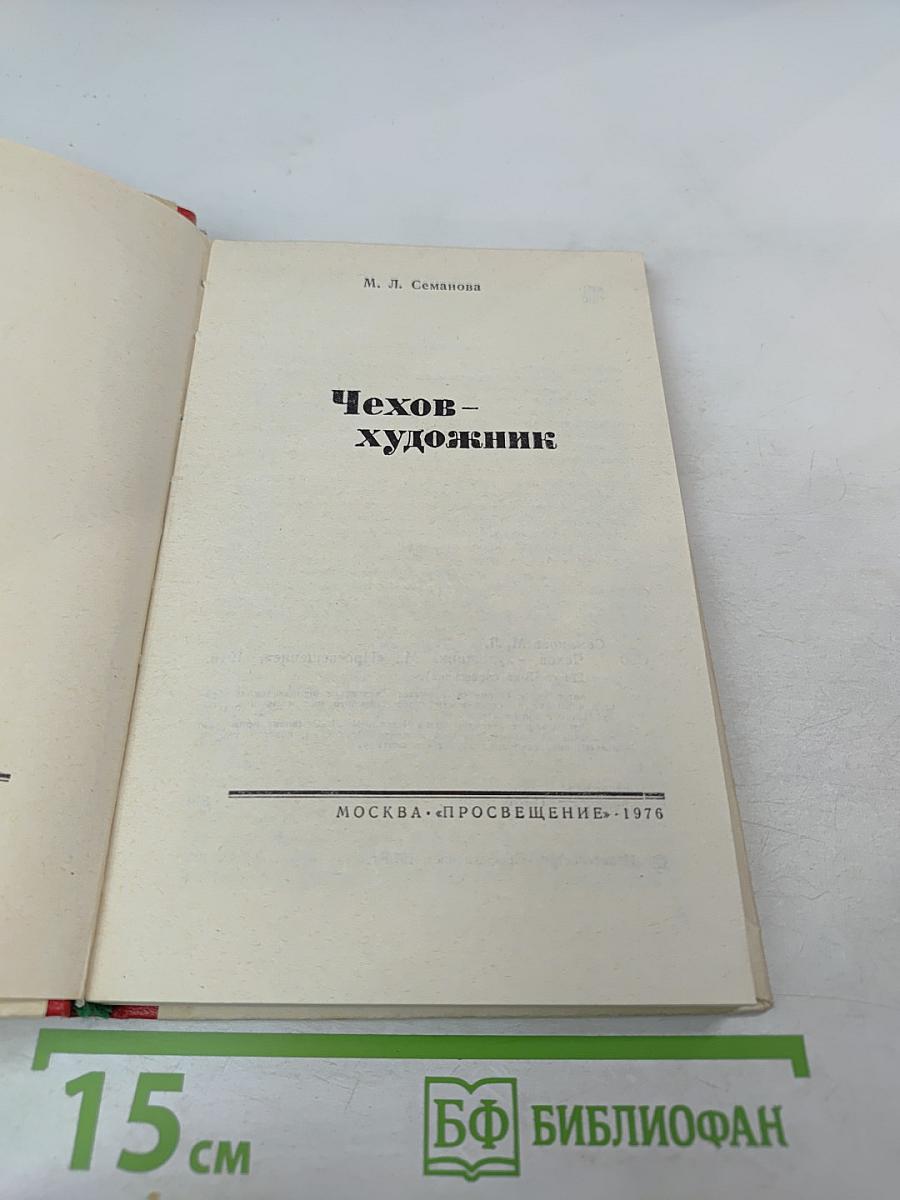 М. Л. Семанова
Чехов –
художник
МОСКВА · «ПРОСВЕЩЕНИЕ» · 1976
15 см
БФ БИБЛИОФАН